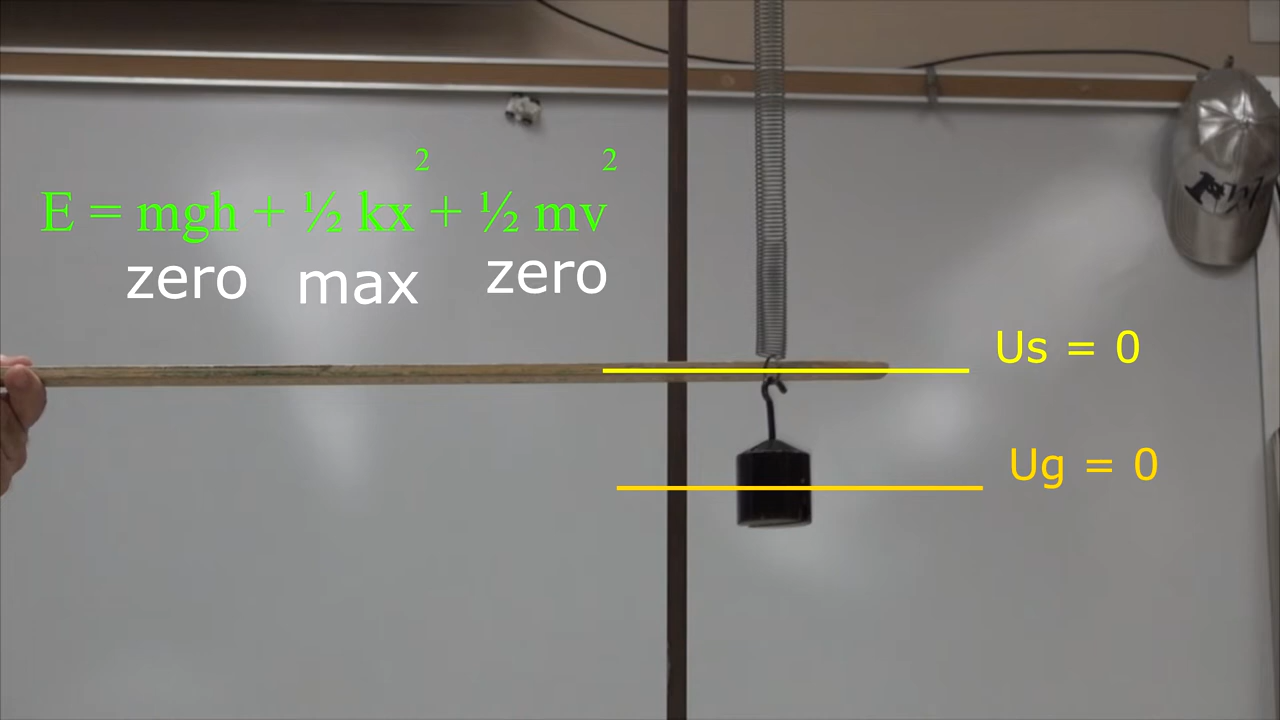 E = mgh + ½ kx² + ½ mv²
zero max zero
Us = 0
Ug = 0